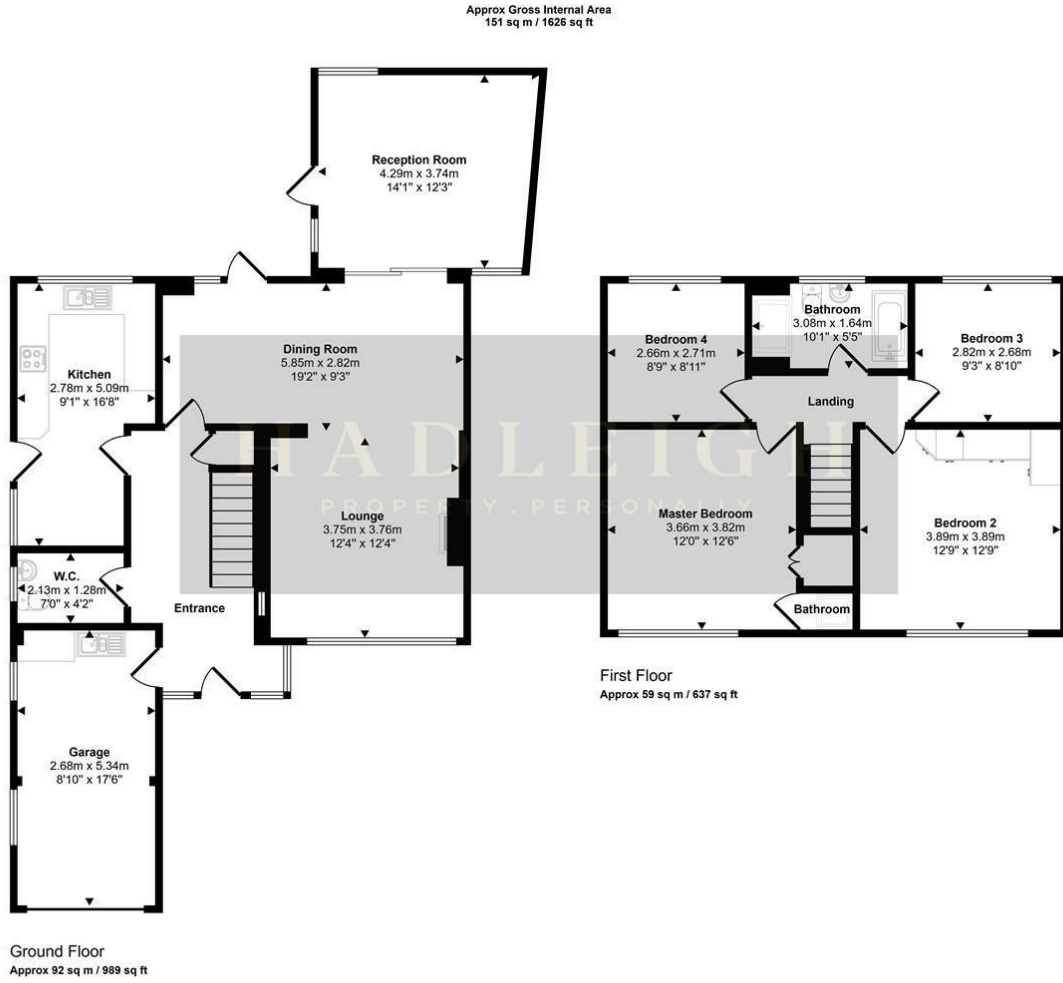 Approx Gross Internal Area
151 sq m / 1626 sq ft
Reception Room
4.29m x 3.74m
14'1" x 12'3"
Kitchen
2.78m x 5.09m
9'1" x 16'8"
Dining Room
5.85m x 2.82m
19'2" x 9'3"
Lounge
3.75m x 3.76m
12'4" x 12'4"
W.C.
2.13m x 1.28m
7'0" x 4'2"
Entrance
Garage
2.68m x 5.34m
8'10" x 17'6"
Ground Floor
Approx 92 sq m / 989 sq ft
Bedroom 4
2.66m x 2.71m
8'9" x 8'11"
Bathroom
3.08m x 1.64m
10'1" x 5'5"
Bedroom 3
2.82m x 2.68m
9'3" x 8'10"
Landing
Master Bedroom
3.66m x 3.82m
12'0" x 12'6"
Bedroom 2
3.89m x 3.89m
12'9" x 12'9"
Bathroom
First Floor
Approx 59 sq m / 637 sq ft
HADLEIGH
PROPERTY. PERSONALLY